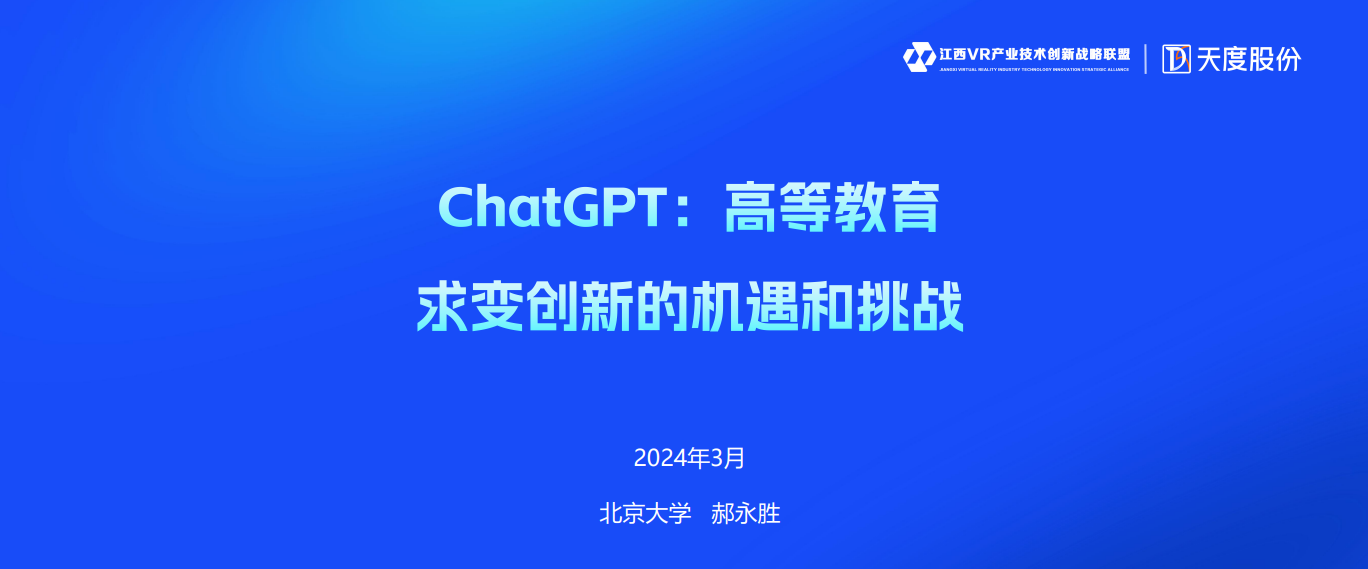 江西VR产业技术创新战略联盟
JIANGXI VIRTUAL REALITY INDUSTRY TECHNOLOGY INNOVATION STRATEGIC ALLIANCE
天度股份
ChatGPT：高等教育
求变创新的机遇和挑战
2024年3月
北京大学 郝永胜